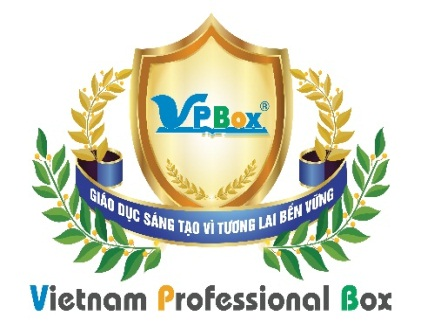 VPBox®
GIÁO DỤC SÁNG TẠO VÌ TƯƠNG LAI BỀN VỮNG
Vietnam Professional Box